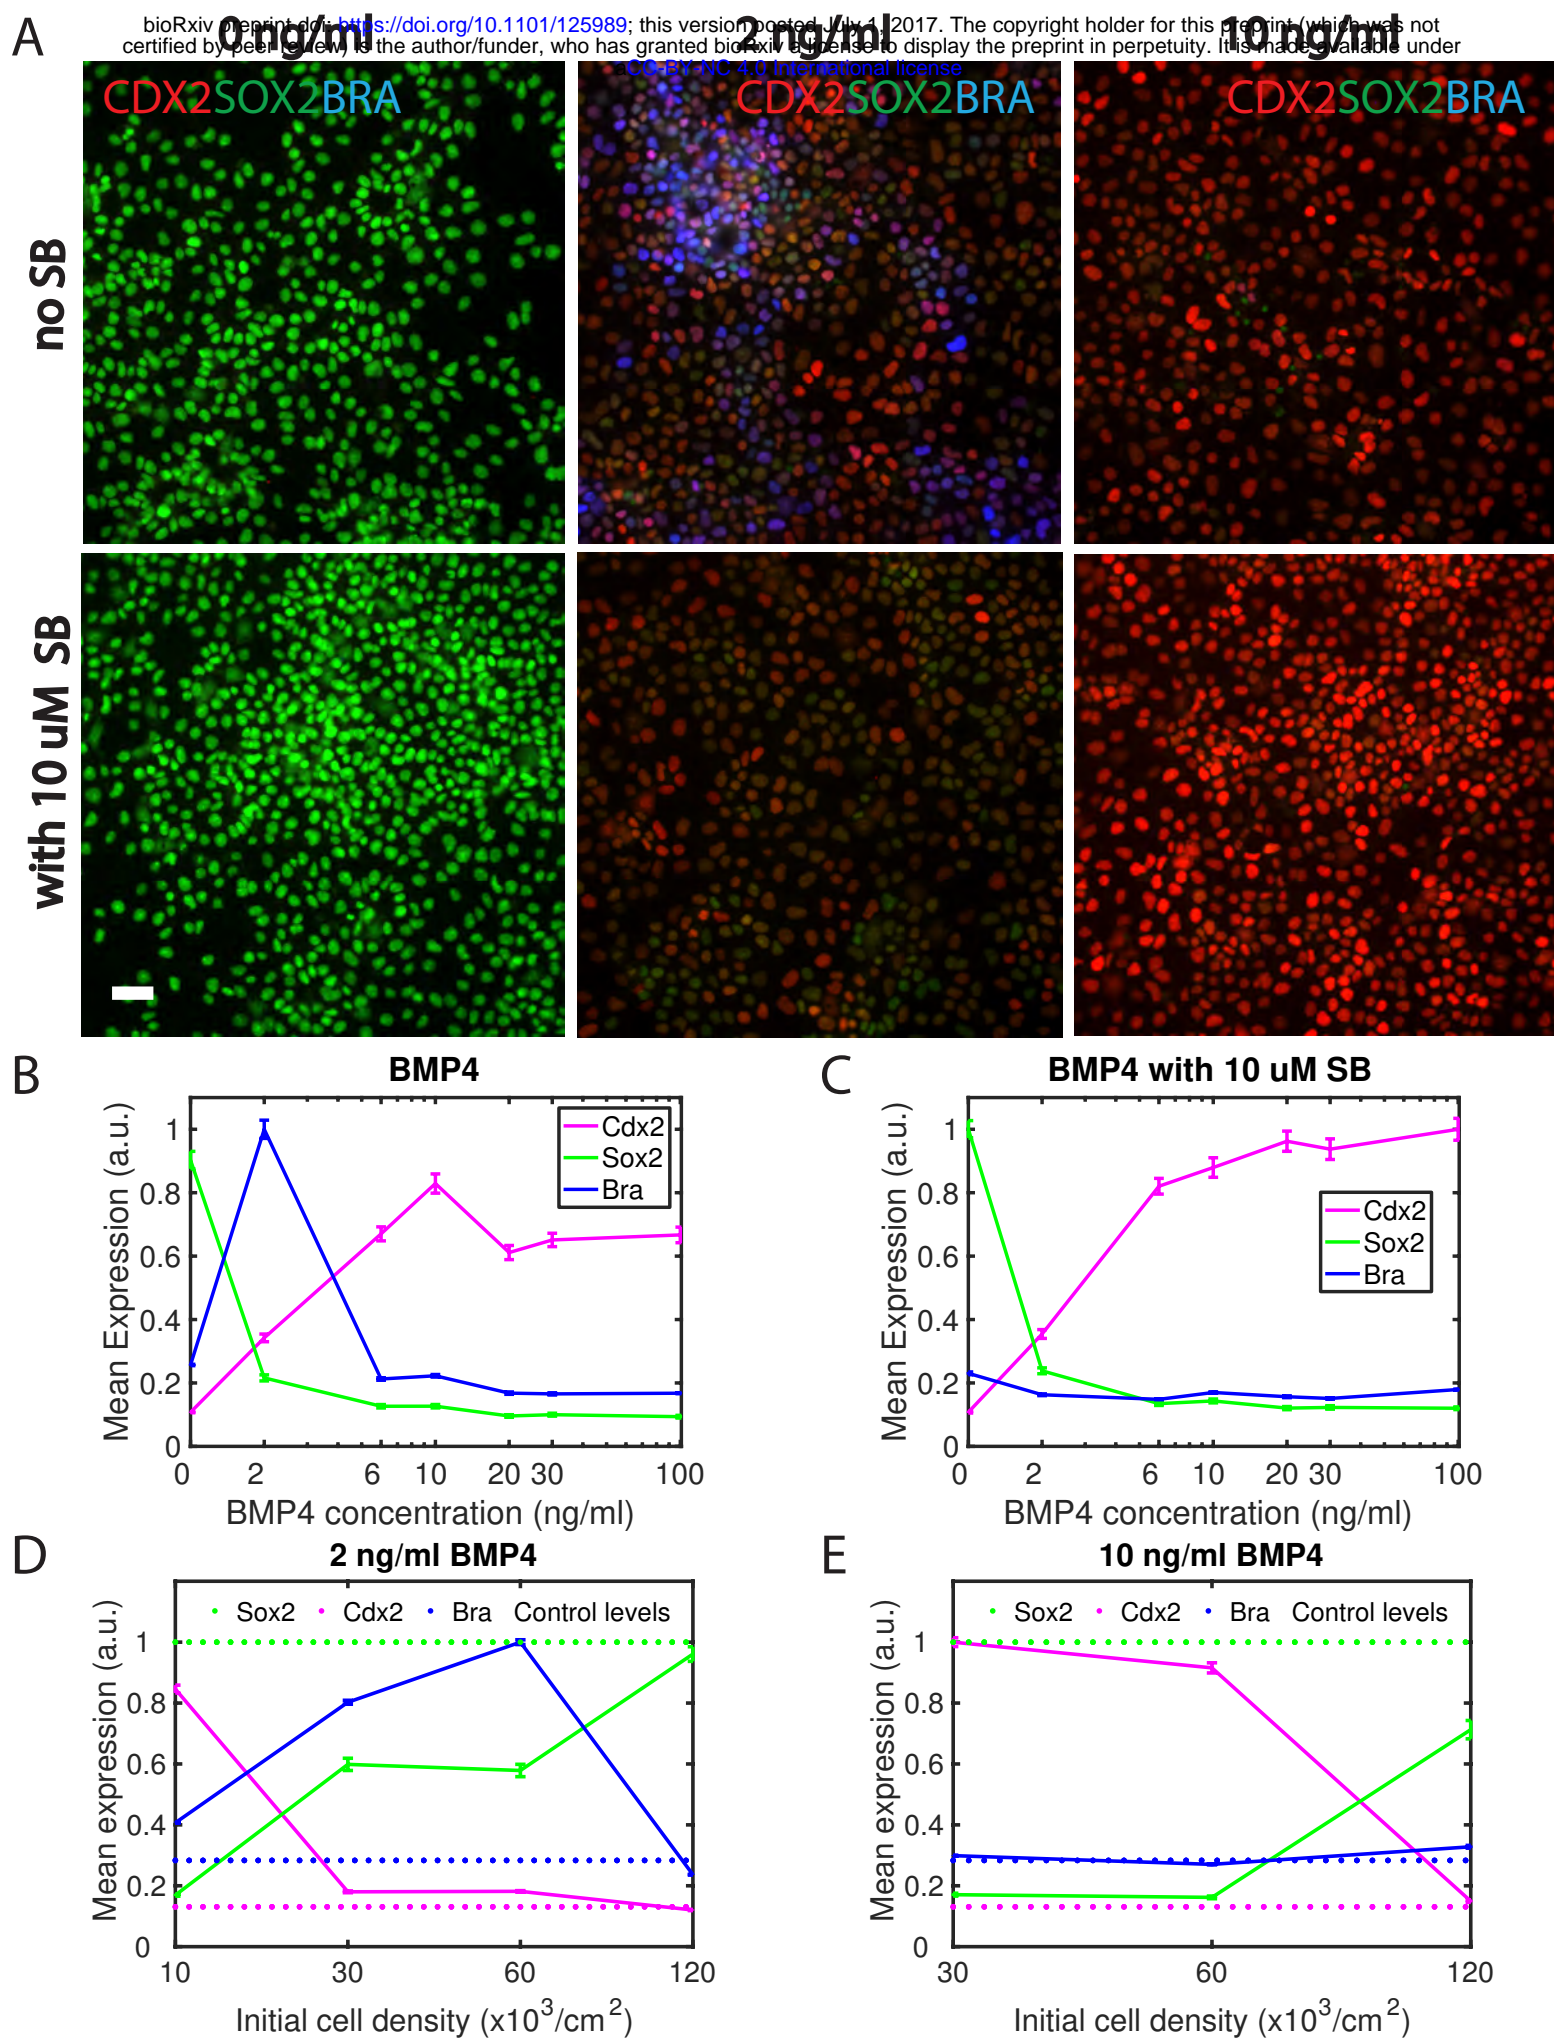 A
bioRxiv preprint doi: https://doi.org/10.1101/125989; this version posted July 1, 2017. The copyright holder for this preprint (which was not
certified by peer review) is the author/funder, who has granted bioRxiv a license to display the preprint in perpetuity. It is made available under
CC-BY-NC 4.0 International license
0 ng/ml 2 ng/ml 10 ng/ml
CDX2SOX2BRA CDX2SOX2BRA CDX2SOX2BRA
no SB
with 10 uM SB
B
BMP4
Mean Expression (a.u.)
1
0.8
0.6
0.4
0.2
0
Cdx2
Sox2
Bra
0 2 6 10 20 30 100
BMP4 concentration (ng/ml)
C
BMP4 with 10 uM SB
Mean Expression (a.u.)
1
0.8
0.6
0.4
0.2
0
Cdx2
Sox2
Bra
0 2 6 10 20 30 100
BMP4 concentration (ng/ml)
D
2 ng/ml BMP4
Sox2 Cdx2 Bra Control levels
Mean expression (a.u.)
1
0.8
0.6
0.4
0.2
0
10 30 60 120
Initial cell density (x10³/cm²)
E
10 ng/ml BMP4
Sox2 Cdx2 Bra Control levels
Mean expression (a.u.)
1
0.8
0.6
0.4
0.2
0
30 60 120
Initial cell density (x10³/cm²)